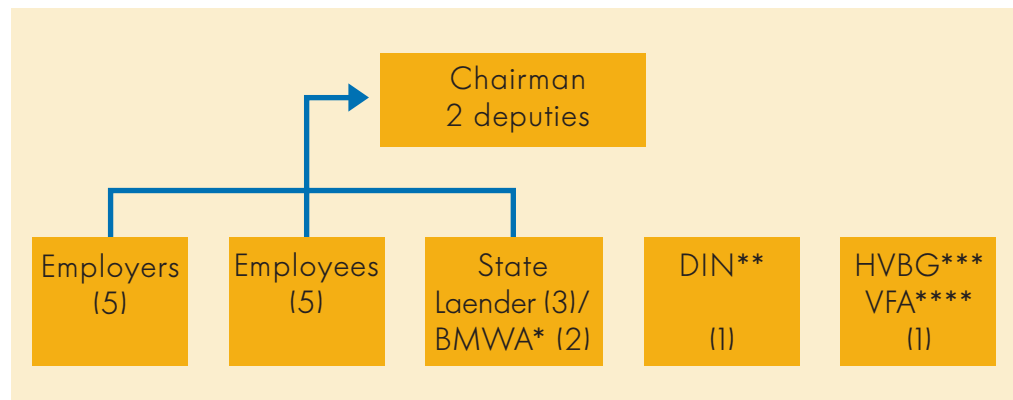 Chairman
2 deputies
Employers
(5)
Employees
(5)
State
Laender (3)/
BMWA* (2)
DIN**
(1)
HVBG***
VFA****
(1)